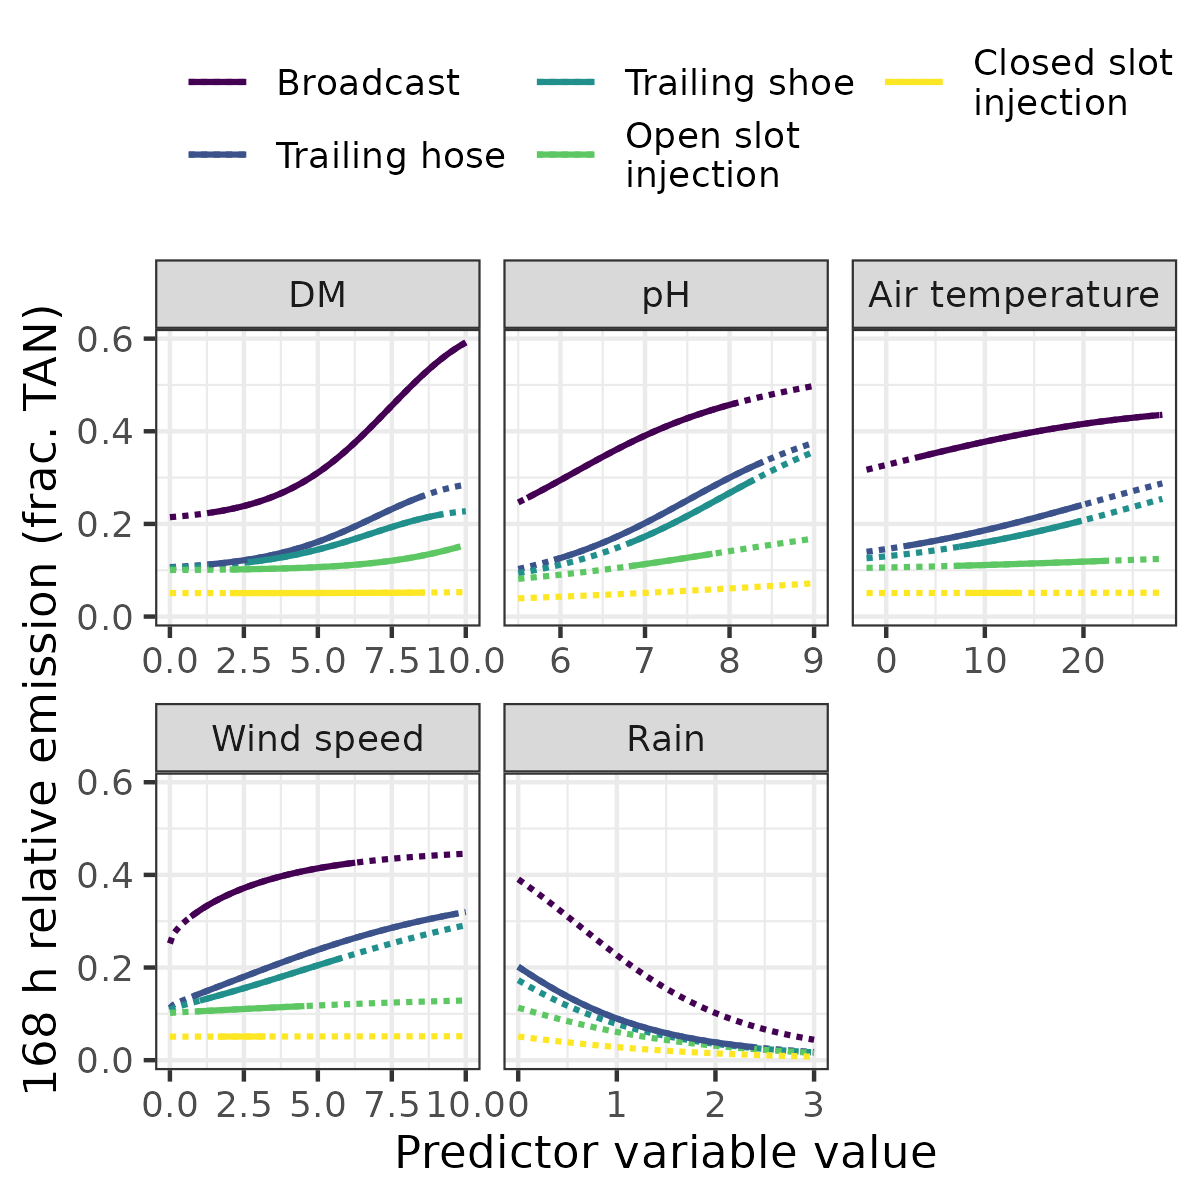 Broadcast
Trailing hose
Trailing shoe
Open slot
injection
Closed slot
injection
168 h relative emission (frac. TAN)
DM
pH
Air temperature
0.6
0.4
0.2
0.0
0.0 2.5 5.0 7.5 10.0
6 7 8 9
0 10 20
Wind speed
Rain
0.6
0.4
0.2
0.0
0.0 2.5 5.0 7.5 10.0
0 1 2 3
Predictor variable value